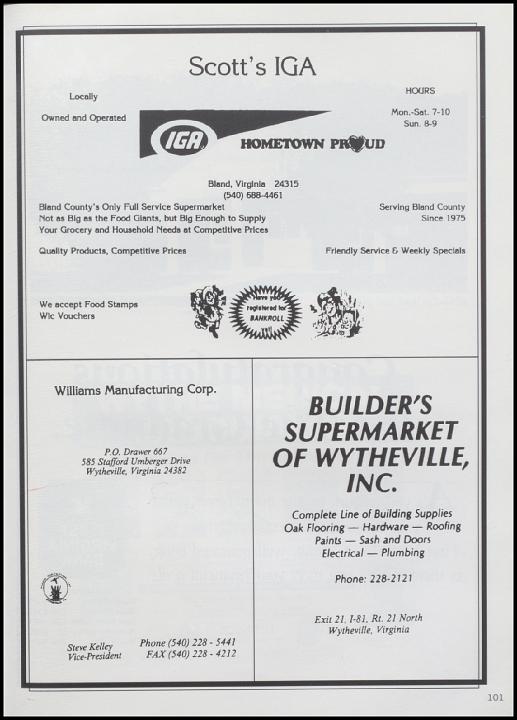 Scott's IGA
Locally
Owned and Operated
HOURS
Mon.-Sat. 7-10
Sun. 8-9
IGA
HOMETOWN PROUD
Bland, Virginia 24315
(540) 688-4461
Bland County's Only Full Service Supermarket
Not as Big as the Food Giants, but Big Enough to Supply
Your Grocery and Household Needs at Competitive Prices
Serving Bland County
Since 1975
Quality Products, Competitive Prices
Friendly Service & Weekly Specials
We accept Food Stamps
Wic Vouchers
Have you
registered for
BANKROLL
Williams Manufacturing Corp.
P.O. Drawer 667
585 Stafford Umberger Drive
Wytheville, Virginia 24382
Steve Kelley
Vice-President
Phone (540) 228 - 5441
FAX (540) 228 - 4212
BUILDER'S
SUPERMARKET
OF WYTHEVILLE,
INC.
Complete Line of Building Supplies
Oak Flooring — Hardware — Roofing
Paints — Sash and Doors
Electrical — Plumbing
Phone: 228-2121
Exit 21, I-81, Rt. 21 North
Wytheville, Virginia
101